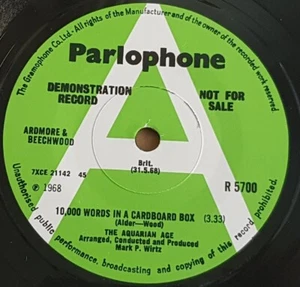 The Gramophone Co. Ltd · All rights of the Manufacturer and of the owner of the recorded work reserved
Parlophone
DEMONSTRATION
RECORD
NOT FOR
SALE
ARDMORE &
BEECHWOOD
Brit.
(31.5.68)
7XCE 21142 45
℗ 1968
R 5700
10,000 WORDS IN A CARDBOARD BOX (3.33)
(Alder—Wood)
THE AQUARIAN AGE
Arranged, Conducted and Produced
Mark P. Wirtz
Unauthorised public performance, broadcasting and copying of this record prohibited.
A